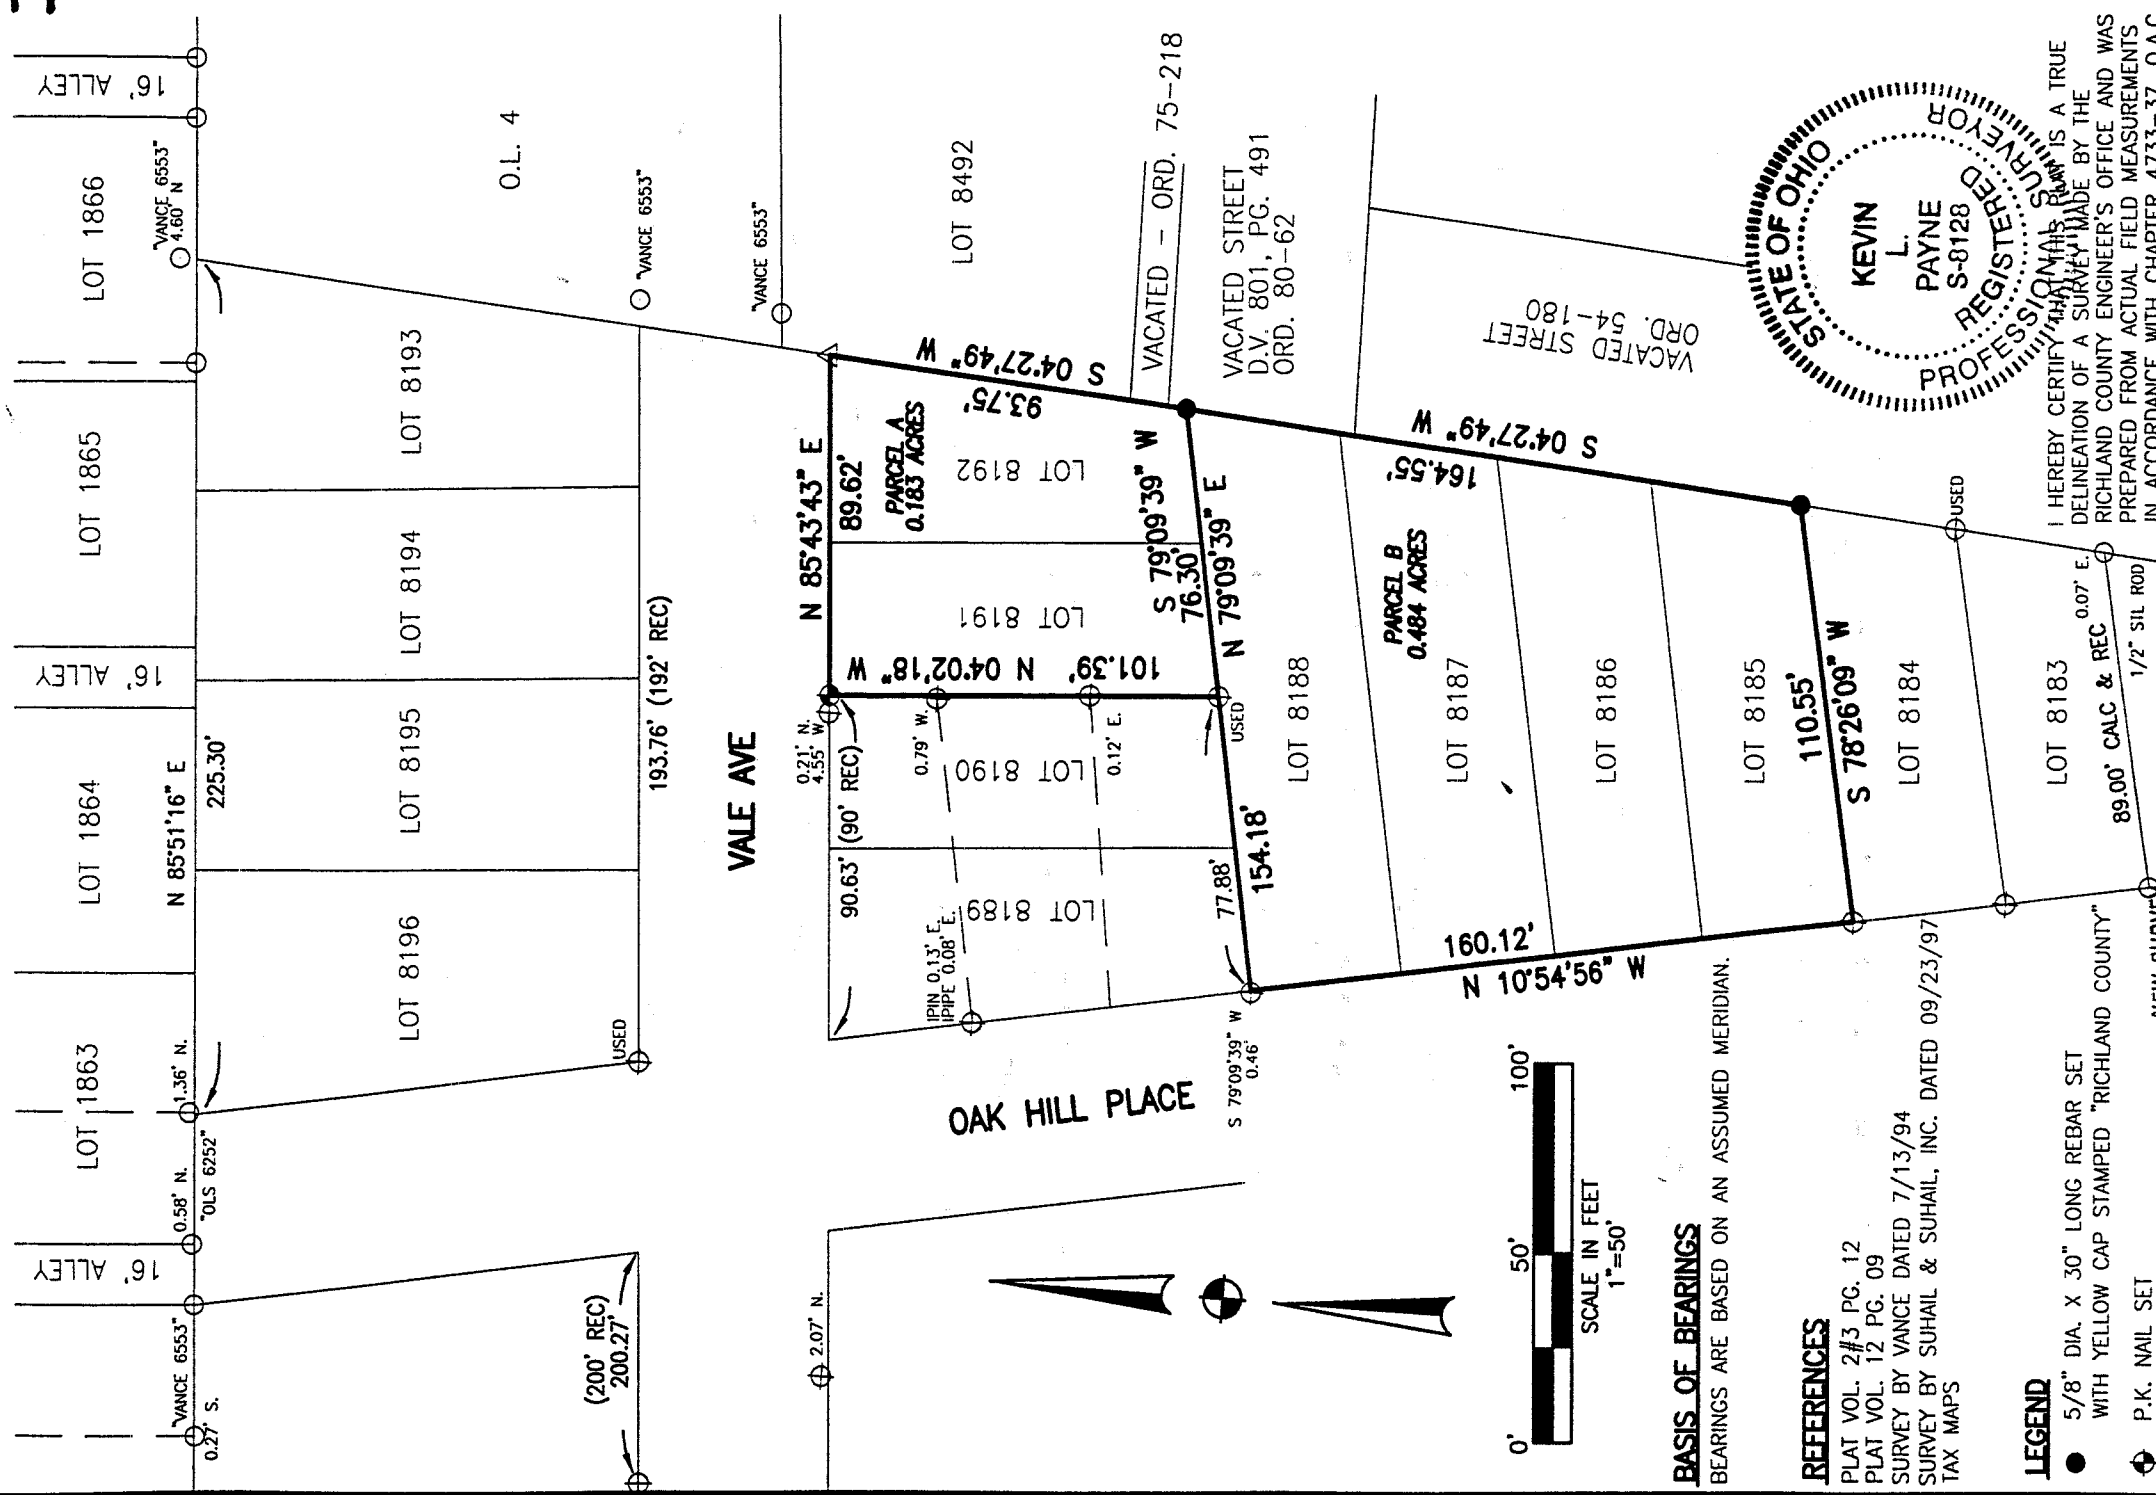 16' ALLEY
LOT 1866
"VANCE 6553"
4.60' N
LOT 1865
16' ALLEY
LOT 1864
N 85°51'16" E
225.30'
LOT 1863
1.36' N.
0.58' N.
"OLS 6252"
16' ALLEY
"VANCE 6553"
0.27' S.
O.L. 4
LOT 8193
LOT 8194
LOT 8195
LOT 8196
"VANCE 6553"
193.76' (192' REC)
USED
(200' REC)
200.27'
"VANCE 6553"
VALE AVE
N 85°43'43" E
89.62'
0.21' N.
4.55' W
90.63' (90' REC)
2.07' N.
LOT 8492
S 04°27'49" W
93.75'
PARCEL A
0.183 ACRES
LOT 8192
LOT 8191
N 04°02'18" W
101.39'
0.79' W.
LOT 8190
0.12' E.
LOT 8189
IPIN 0.13' E.
IPIPE 0.08' E.
VACATED - ORD. 75-218
VACATED STREET
D.V. 801, PG. 491
ORD. 80-62
S 79°09'39" W
76.30'
N 79°09'39" E
USED
77.88'
154.18'
S 79°09'39" W
0.46'
OAK HILL PLACE
VACATED STREET
ORD. 54-180
S 04°27'49" W
164.55'
PARCEL B
0.484 ACRES
LOT 8188
LOT 8187
LOT 8186
LOT 8185
160.12'
N 10°54'56" W
110.55'
S 78°26'09" W
LOT 8184
USED
LOT 8183
0.07' E.
89.00' CALC & REC
1/2" SIL ROD
0'
50'
100'
SCALE IN FEET
1"=50'
BASIS OF BEARINGS
BEARINGS ARE BASED ON AN ASSUMED MERIDIAN.
REFERENCES
PLAT VOL. 2#3 PG. 12
PLAT VOL. 12 PG. 09
SURVEY BY VANCE DATED 7/13/94
SURVEY BY SUHAIL & SUHAIL, INC. DATED 09/23/97
TAX MAPS
LEGEND
5/8" DIA. X 30" LONG REBAR SET
WITH YELLOW CAP STAMPED "RICHLAND COUNTY"
P.K. NAIL SET
STATE OF OHIO
KEVIN
L.
PAYNE
S-8128
REGISTERED
PROFESSIONAL SURVEYOR
I HEREBY CERTIFY THAT THIS PLAT IS A TRUE
DELINEATION OF A SURVEY MADE BY THE
RICHLAND COUNTY ENGINEER'S OFFICE AND WAS
PREPARED FROM ACTUAL FIELD MEASUREMENTS
IN ACCORDANCE WITH CHAPTER 4733-37 O.A.C.